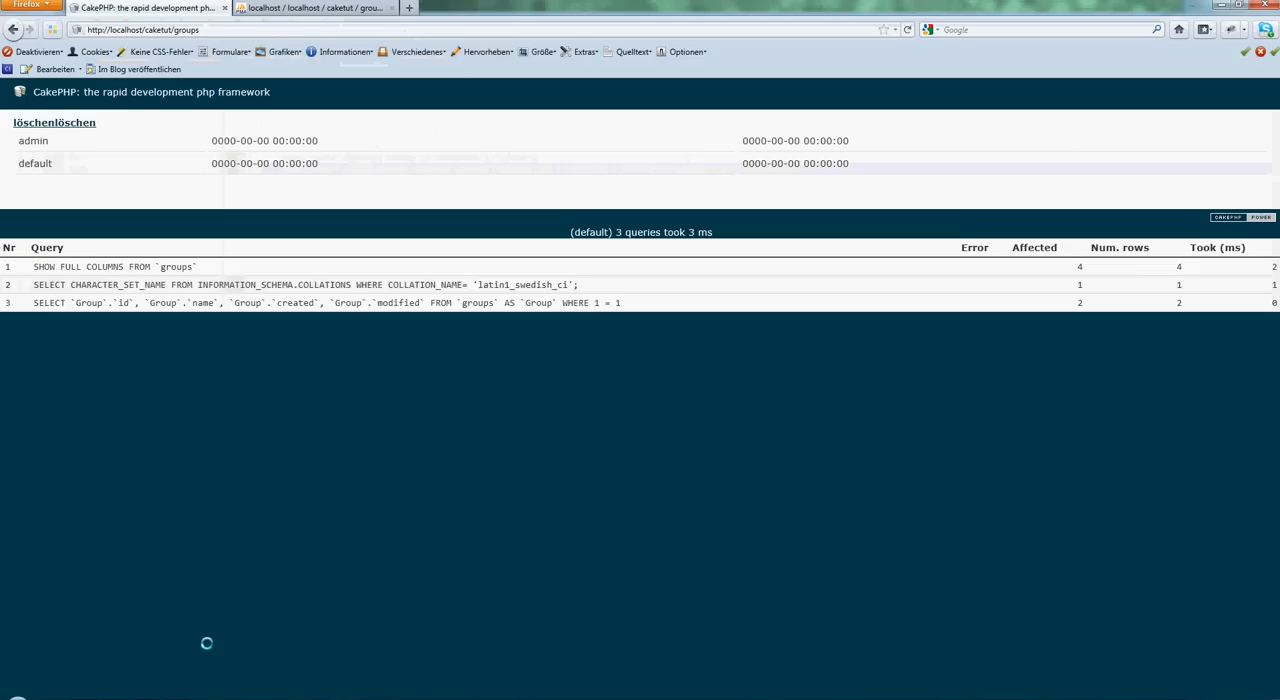 Firefox
CakePHP: the rapid development php...
localhost / localhost / caketut / grou...
http://localhost/caketut/groups
Google
Deaktivieren Cookies Keine CSS-Fehler Formulare Grafiken Informationen Verschiedenes Hervorheben Größe Extras Quelltext Optionen
Bearbeiten Im Blog veröffentlichen
CakePHP: the rapid development php framework
löschenlöschen
admin 0000-00-00 00:00:00 0000-00-00 00:00:00
default 0000-00-00 00:00:00 0000-00-00 00:00:00
CAKEPHP POWER
(default) 3 queries took 3 ms
Nr Query Error Affected Num. rows Took (ms)
1 SHOW FULL COLUMNS FROM `groups` 4 4 2
2 SELECT CHARACTER_SET_NAME FROM INFORMATION_SCHEMA.COLLATIONS WHERE COLLATION_NAME= 'latin1_swedish_ci'; 1 1 1
3 SELECT `Group`.`id`, `Group`.`name`, `Group`.`created`, `Group`.`modified` FROM `groups` AS `Group` WHERE 1 = 1 2 2 0